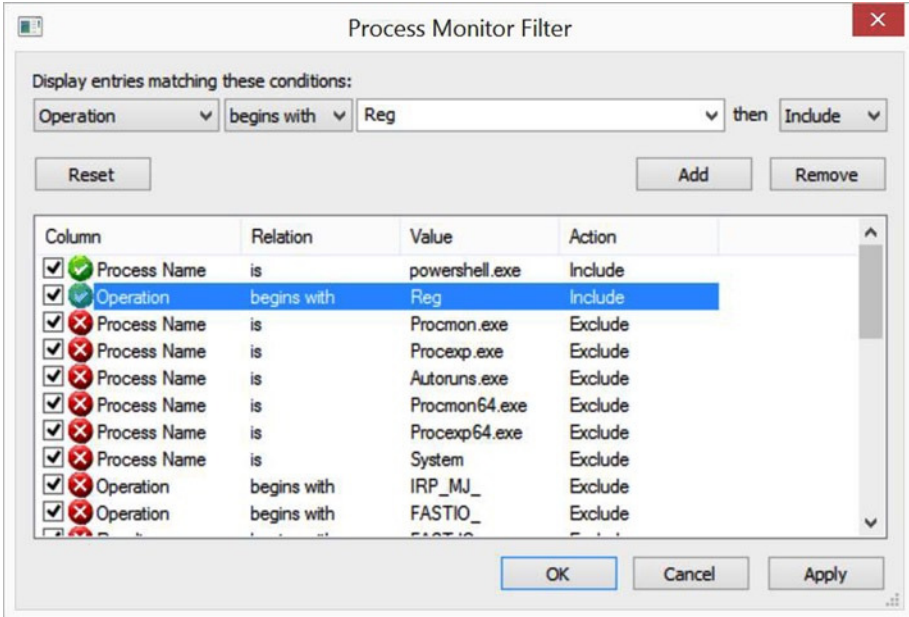 Process Monitor Filter
Display entries matching these conditions:
Operation begins with Reg then Include
Reset Add Remove
Column Relation Value Action
Process Name is powershell.exe Include
Operation begins with Reg Include
Process Name is Procmon.exe Exclude
Process Name is Procexp.exe Exclude
Process Name is Autoruns.exe Exclude
Process Name is Procmon64.exe Exclude
Process Name is Procexp64.exe Exclude
Process Name is System Exclude
Operation begins with IRP_MJ_ Exclude
Operation begins with FASTIO_ Exclude
OK Cancel Apply